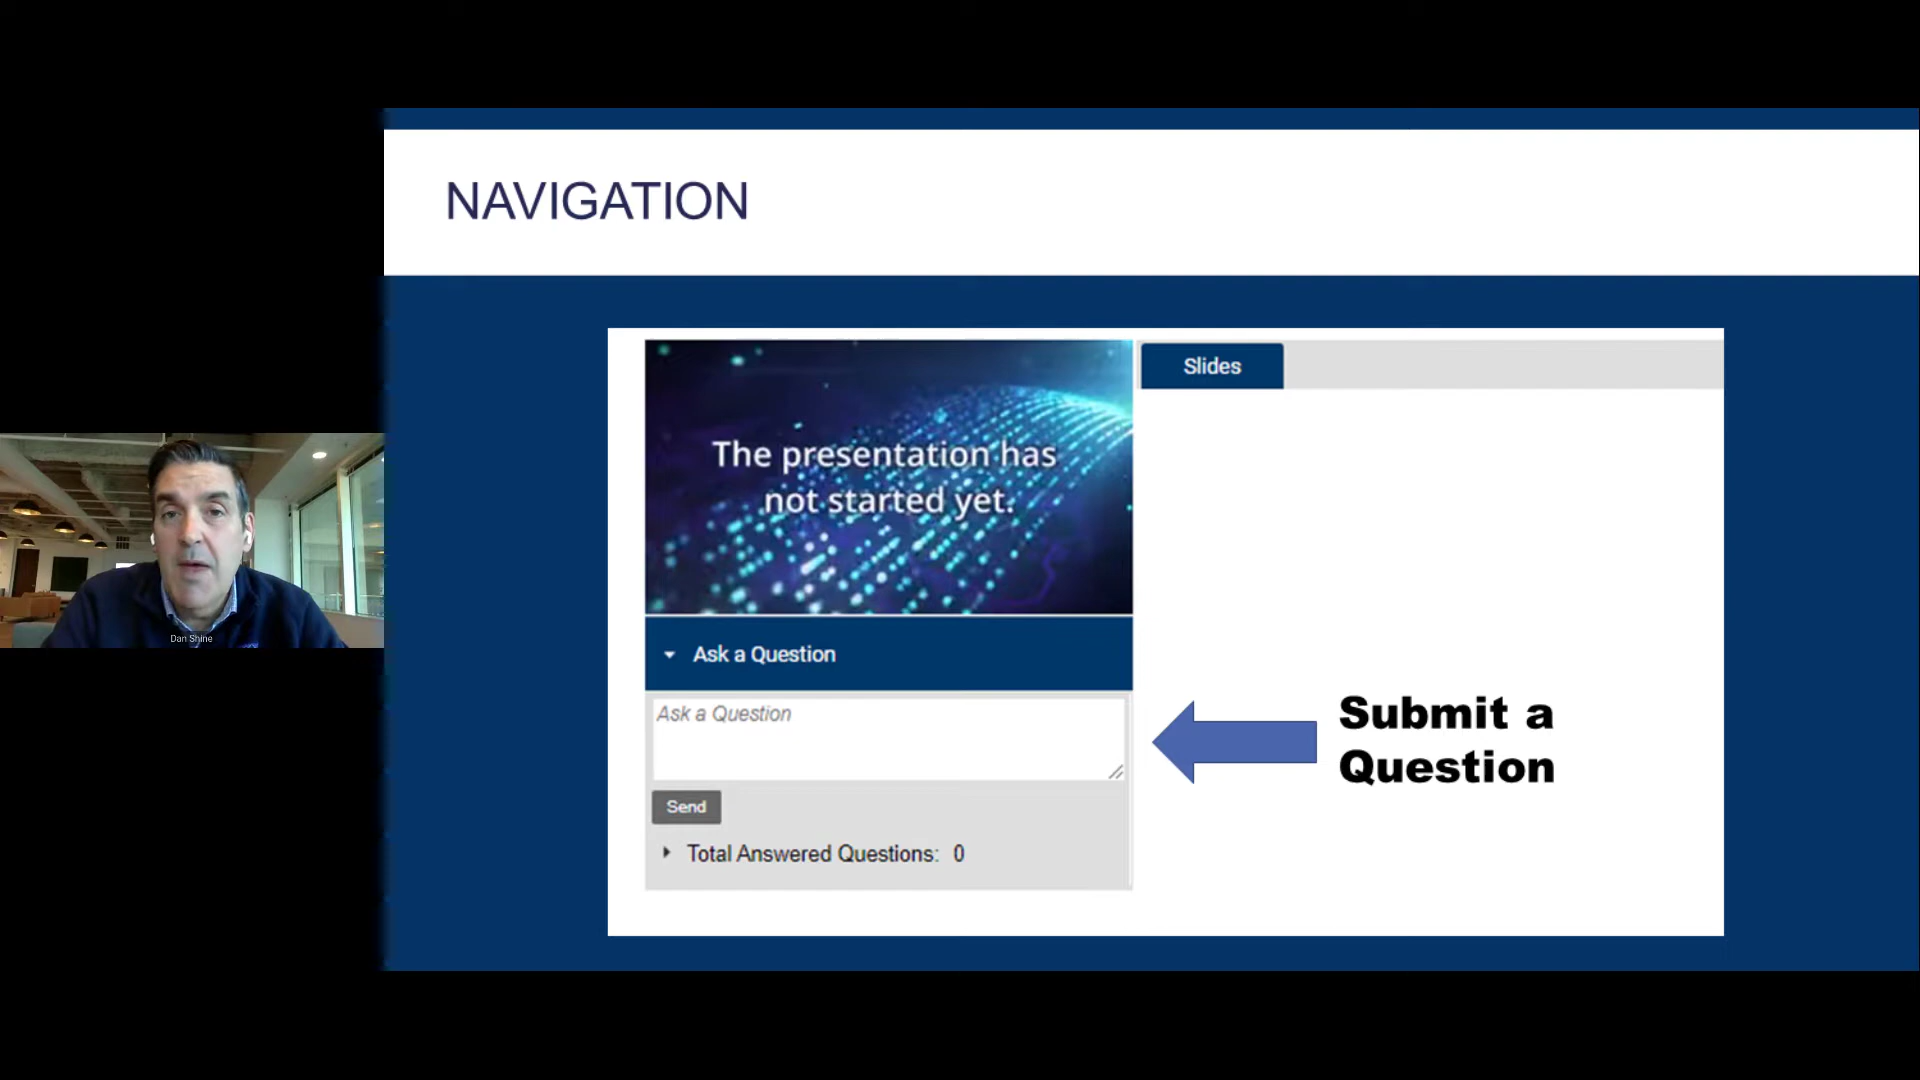 NAVIGATION
Slides
The presentation has
not started yet.
Ask a Question
Ask a Question
Send
Total Answered Questions: 0
Submit a
Question
Dan Shine